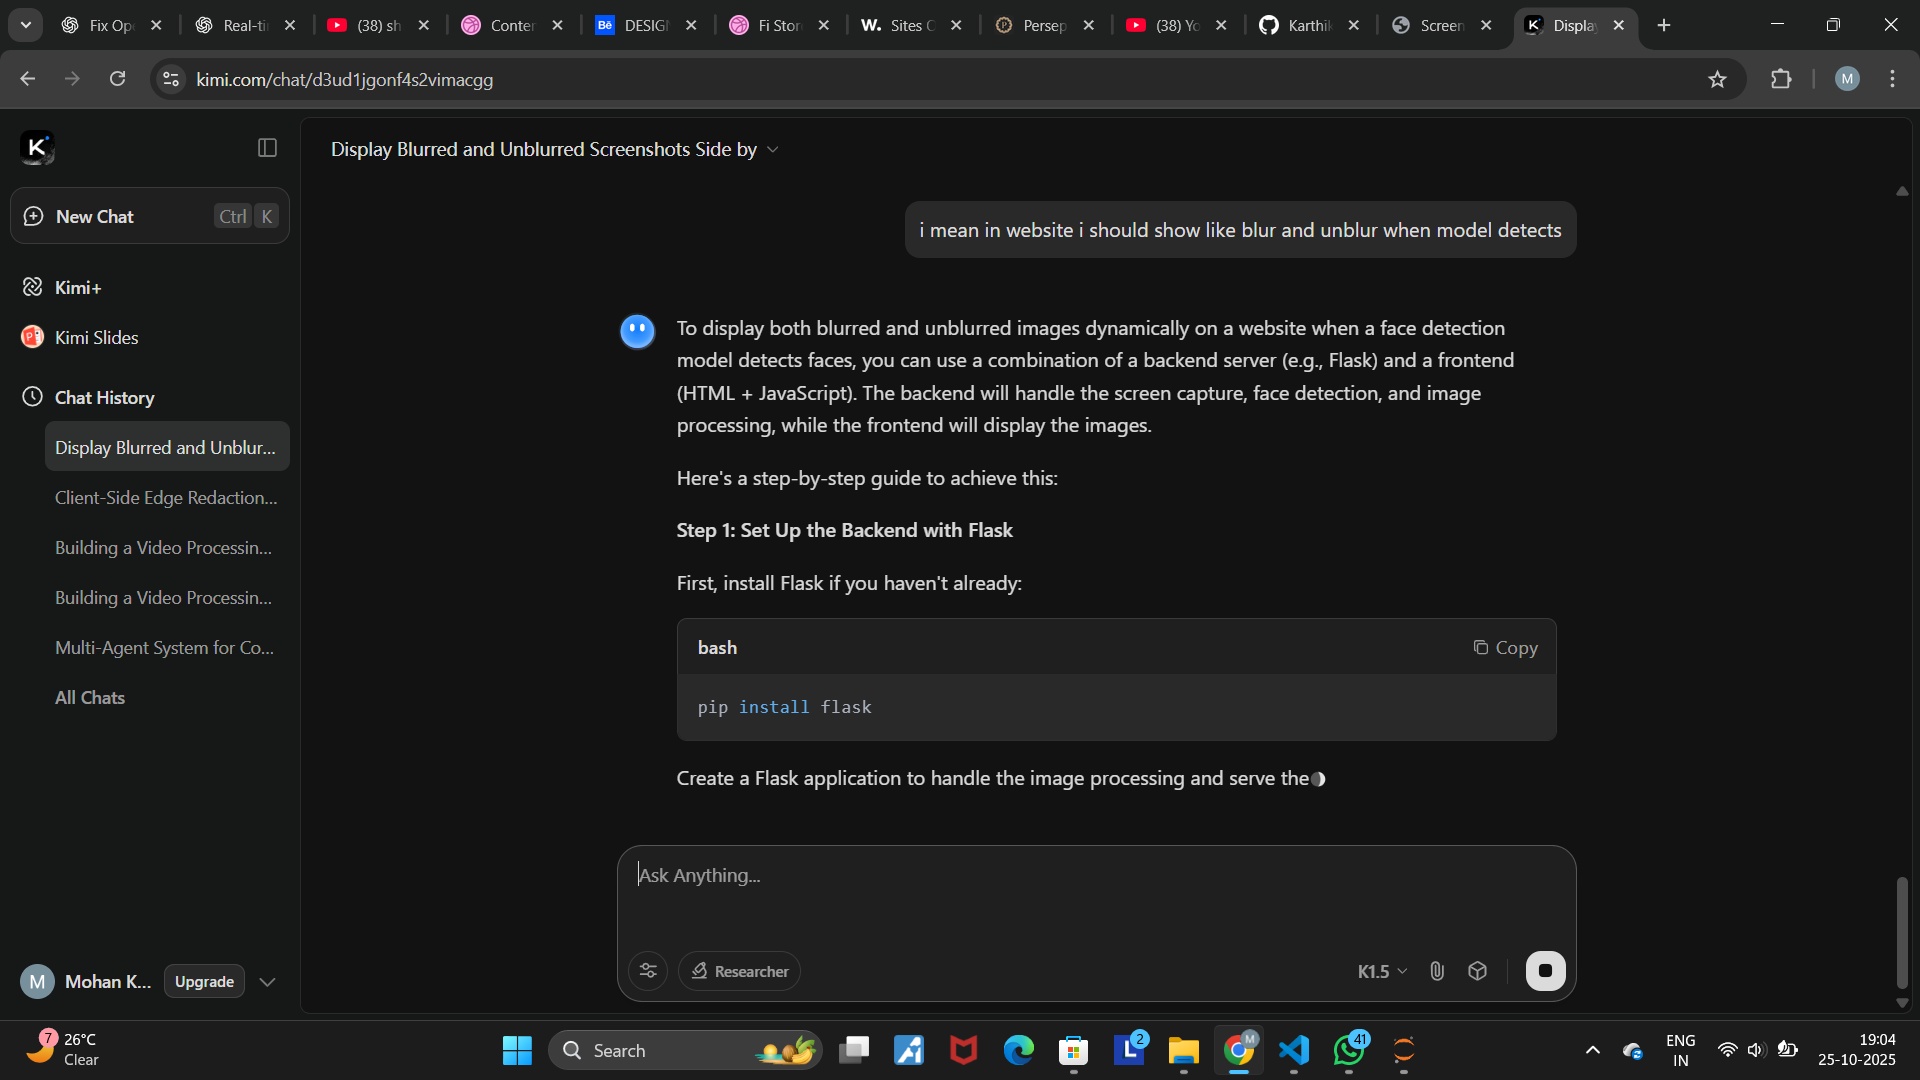 Fix Op
Real-ti
(38) sh
Conter
Bē DESIGI
Fi Stor
W. Sites C
Persep
(38) Yo
Karthik
Screen
Display
kimi.com/chat/d3ud1jgonf4s2vimacgg
M
K
Display Blurred and Unblurred Screenshots Side by
New Chat Ctrl K
i mean in website i should show like blur and unblur when model detects
Kimi+
Kimi Slides
Chat History
Display Blurred and Unblur...
Client-Side Edge Redaction...
Building a Video Processin...
Building a Video Processin...
Multi-Agent System for Co...
All Chats
To display both blurred and unblurred images dynamically on a website when a face detection
model detects faces, you can use a combination of a backend server (e.g., Flask) and a frontend
(HTML + JavaScript). The backend will handle the screen capture, face detection, and image
processing, while the frontend will display the images.
Here's a step-by-step guide to achieve this:
Step 1: Set Up the Backend with Flask
First, install Flask if you haven't already:
bash Copy
pip install flask
Create a Flask application to handle the image processing and serve the
Ask Anything...
Researcher
K1.5
M Mohan K... Upgrade
7 26°C
Clear
Search
L 2
M
41
ENG
IN
19:04
25-10-2025